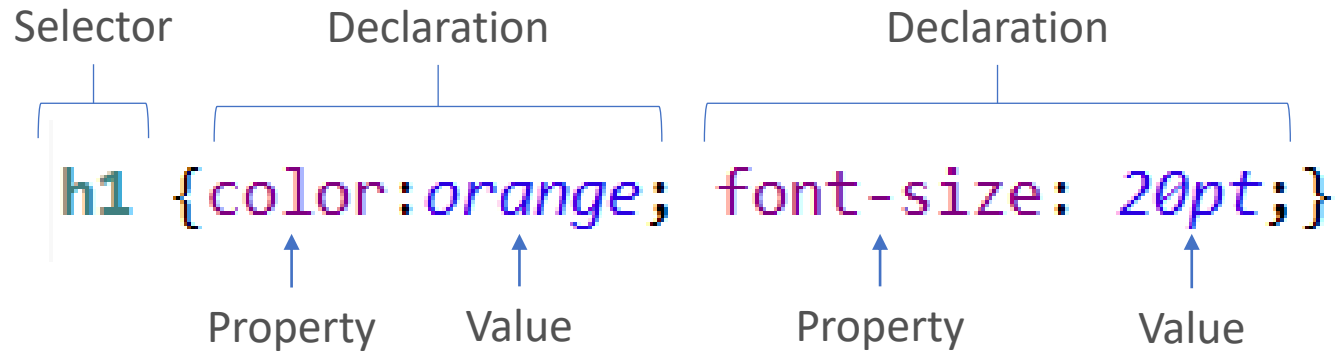 Selector Declaration Declaration
h1 {color:orange; font-size: 20pt;}
Property Value Property Value